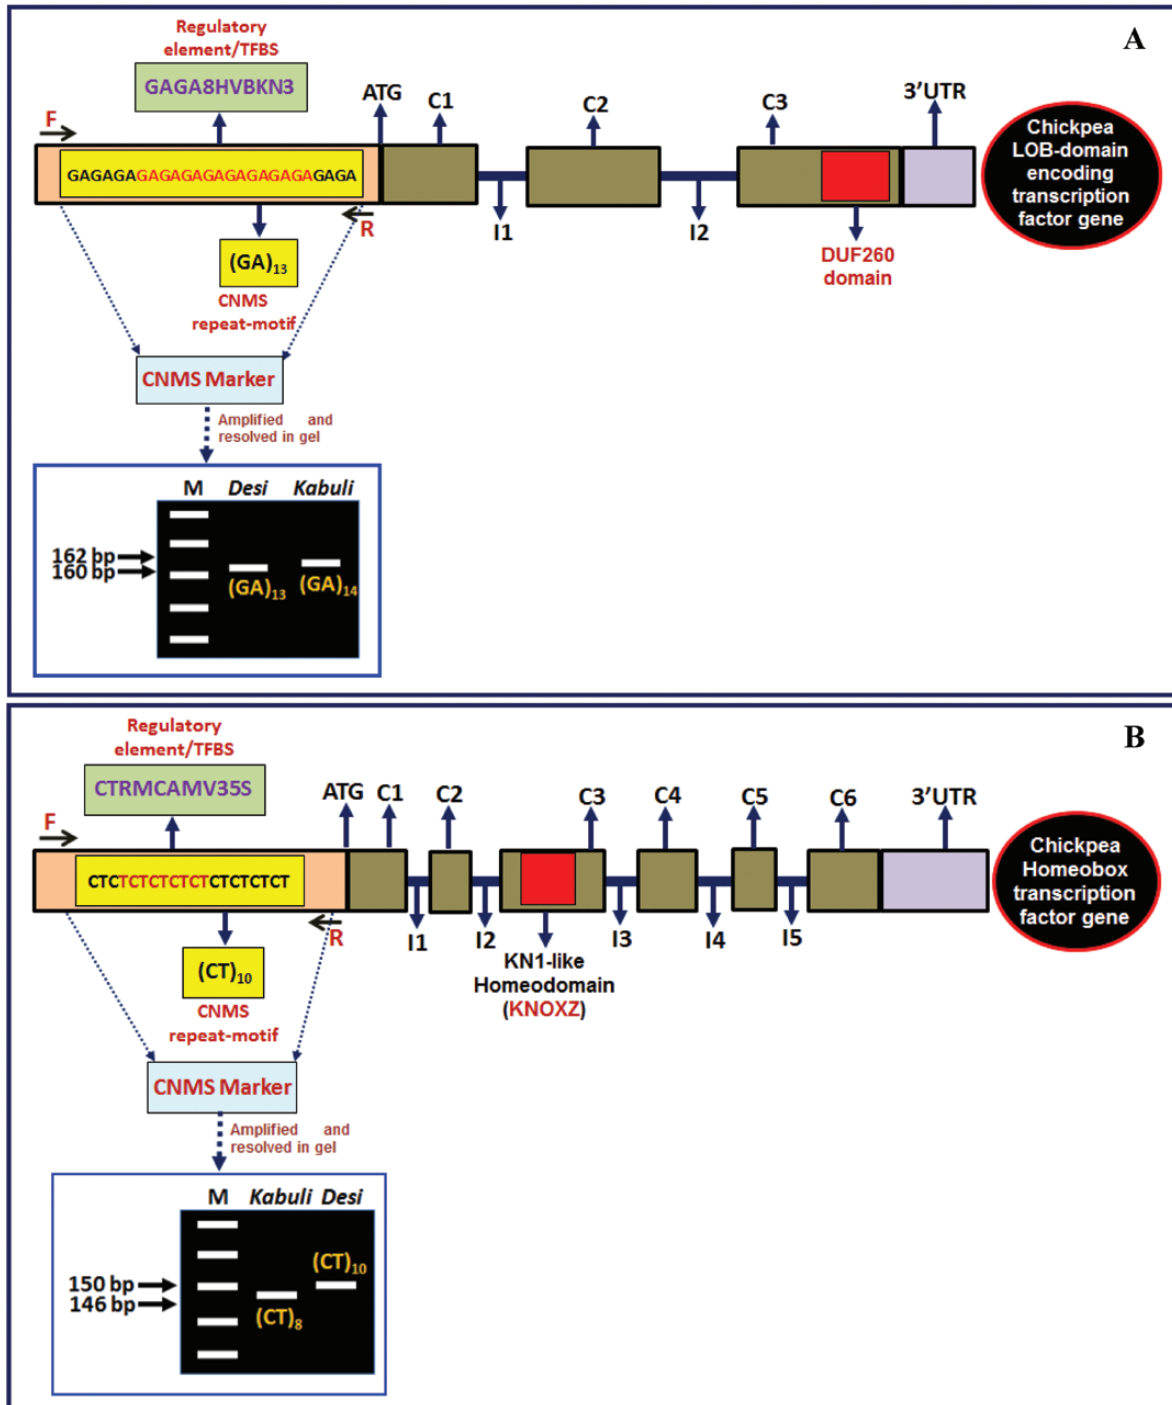 A
Regulatory
element/TFBS
GAGA8HVBKN3
F
ATG
C1
C2
C3
3'UTR
GAGAGAGAGAGAGAGAGAGAGAGAGA
Chickpea
LOB-domain
encoding
transcription
factor gene
R
I1
I2
DUF260
domain
(GA)13
CNMS
repeat-motif
CNMS Marker
Amplified and
resolved in gel
M Desi Kabuli
162 bp
160 bp
(GA)13 (GA)14
B
Regulatory
element/TFBS
CTRMCAMV35S
F
ATG
C1
C2
C3
C4
C5
C6
3'UTR
CTCTCTCTCTCTCTCTCTCT
Chickpea
Homeobox
transcription
factor gene
R
I1
I2
I3
I4
I5
KN1-like
Homeodomain
(KNOXZ)
(CT)10
CNMS
repeat-motif
CNMS Marker
Amplified and
resolved in gel
M Kabuli Desi
(CT)10
150 bp
146 bp
(CT)8